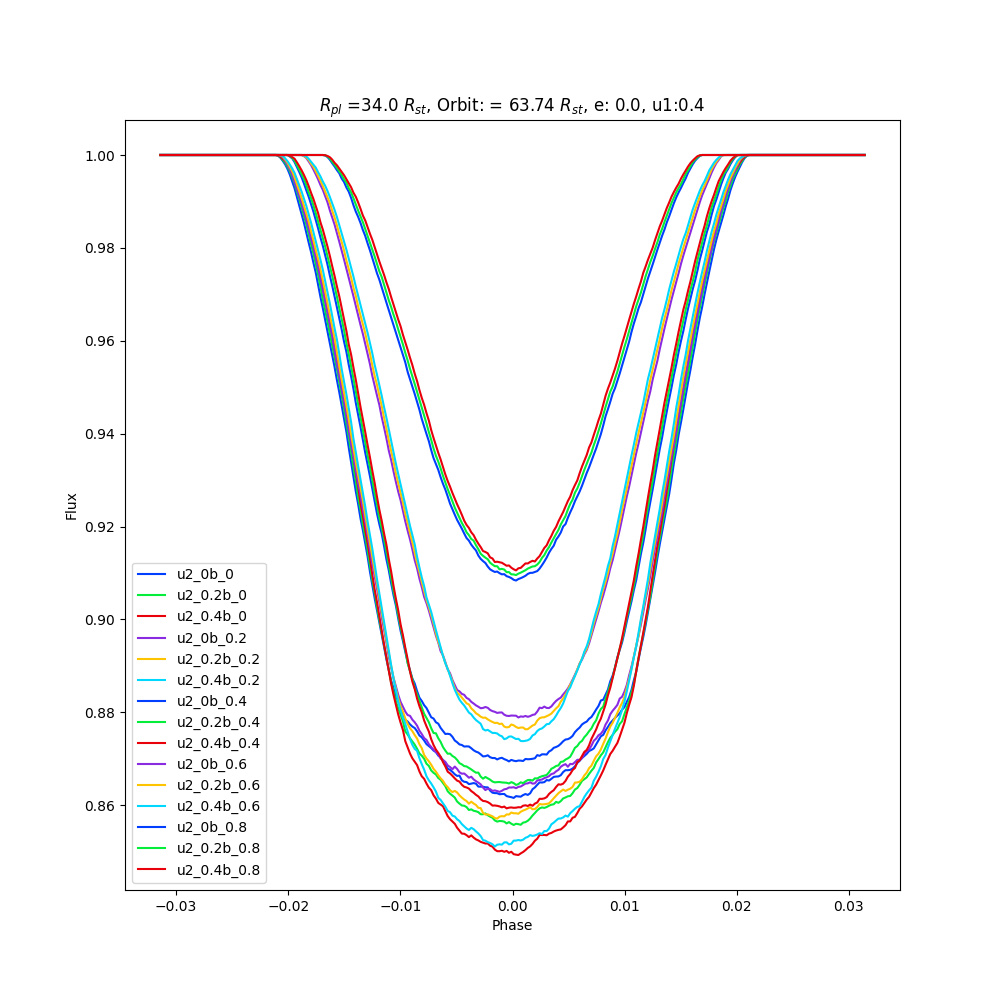 R_pl =34.0 R_st, Orbit: = 63.74 R_st, e: 0.0, u1:0.4
1.00
0.98
0.96
0.94
0.92
0.90
0.88
0.86
Flux
u2_0b_0
u2_0.2b_0
u2_0.4b_0
u2_0b_0.2
u2_0.2b_0.2
u2_0.4b_0.2
u2_0b_0.4
u2_0.2b_0.4
u2_0.4b_0.4
u2_0b_0.6
u2_0.2b_0.6
u2_0.4b_0.6
u2_0b_0.8
u2_0.2b_0.8
u2_0.4b_0.8
−0.03 −0.02 −0.01 0.00 0.01 0.02 0.03
Phase